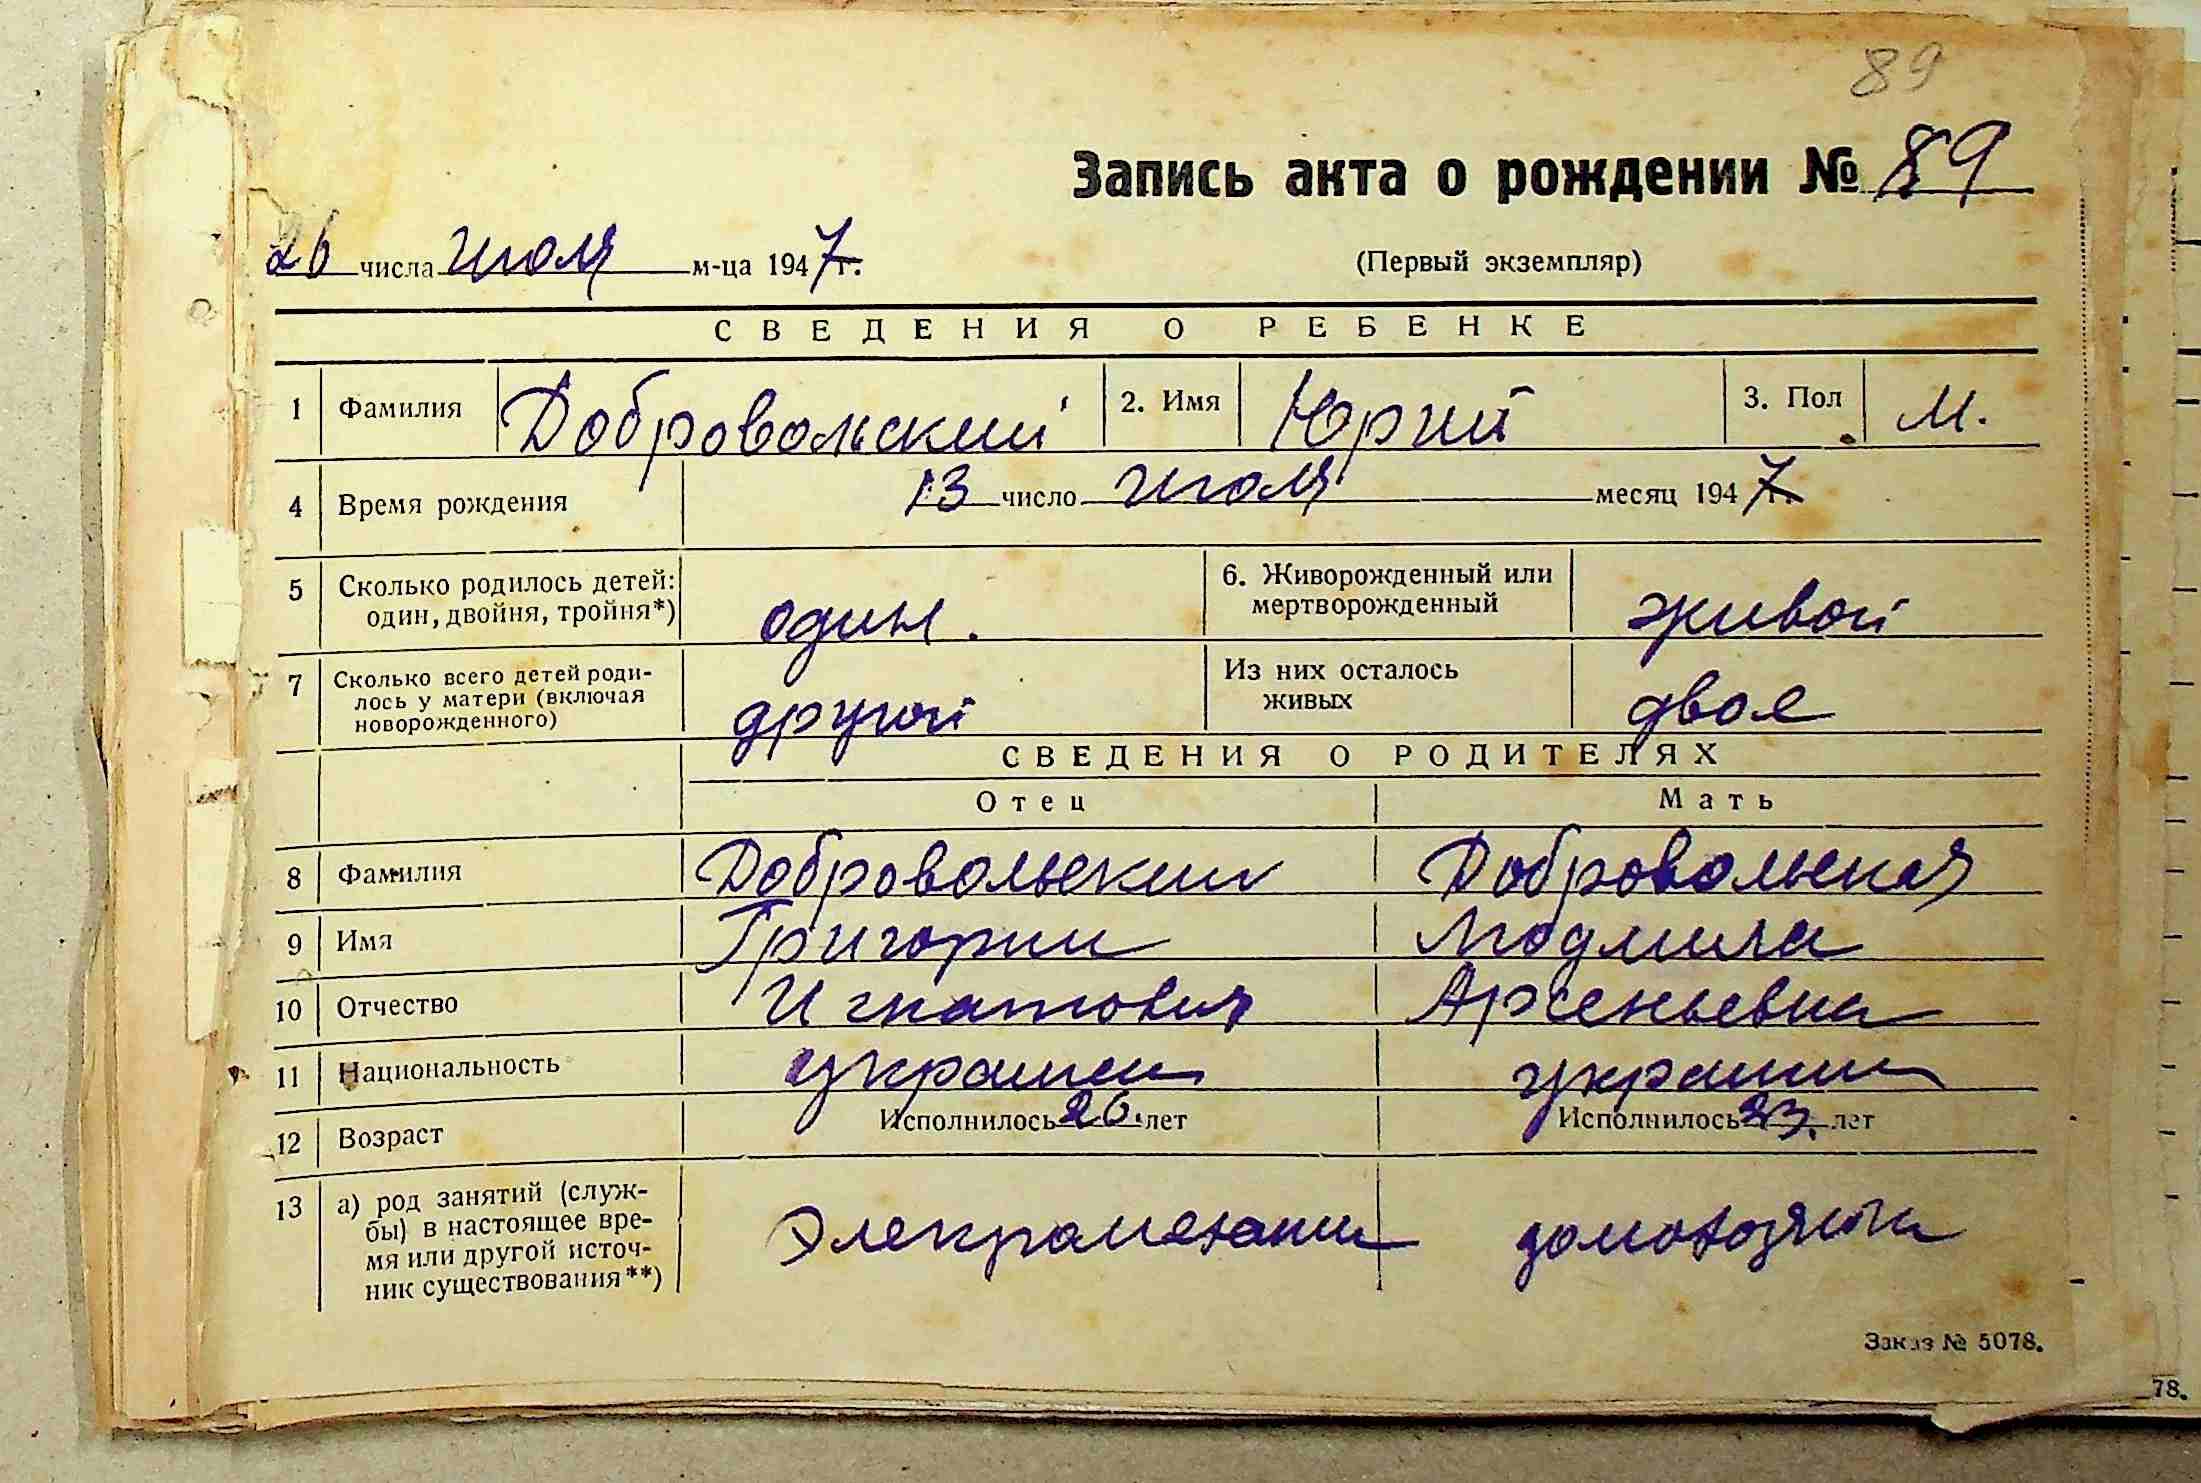 89
Запись акта о рождении № 89
26 числа июля м-ца 1947 г.
(Первый экземпляр)
СВЕДЕНИЯ О РЕБЕНКЕ
1 Фамилия Добровольский 2. Имя Юрий 3. Пол М.
4 Время рождения 13 число июля месяц 1947 г.
5 Сколько родилось детей: один, двойня, тройня*) один. 6. Живорожденный или мертворожденный живой
7 Сколько всего детей родилось у матери (включая новорожденного) другой Из них осталось живых двое
СВЕДЕНИЯ О РОДИТЕЛЯХ
Отец Мать
8 Фамилия Добровольский Добровольская
9 Имя Григорий Людмила
10 Отчество Игнатович Арсеньевна
11 Национальность украинец украин
12 Возраст Исполнилось 26. лет Исполнилось 23. лет
13 а) род занятий (службы) в настоящее время или другой источник существования**) Элекрамеханик домохозяйка
Заказ № 5078.
78.